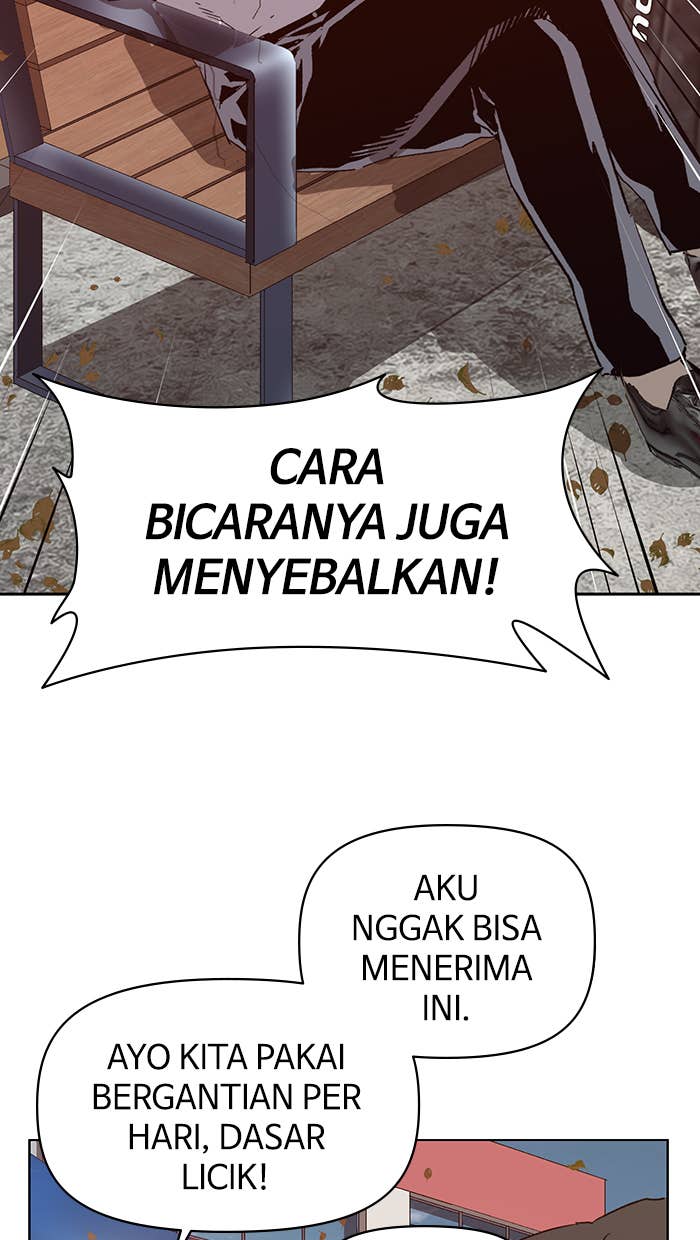 CARA
BICARANYA JUGA
MENYEBALKAN!
AKU
NGGAK BISA
MENERIMA
INI.
AYO KITA PAKAI
BERGANTIAN PER
HARI, DASAR
LICIK!